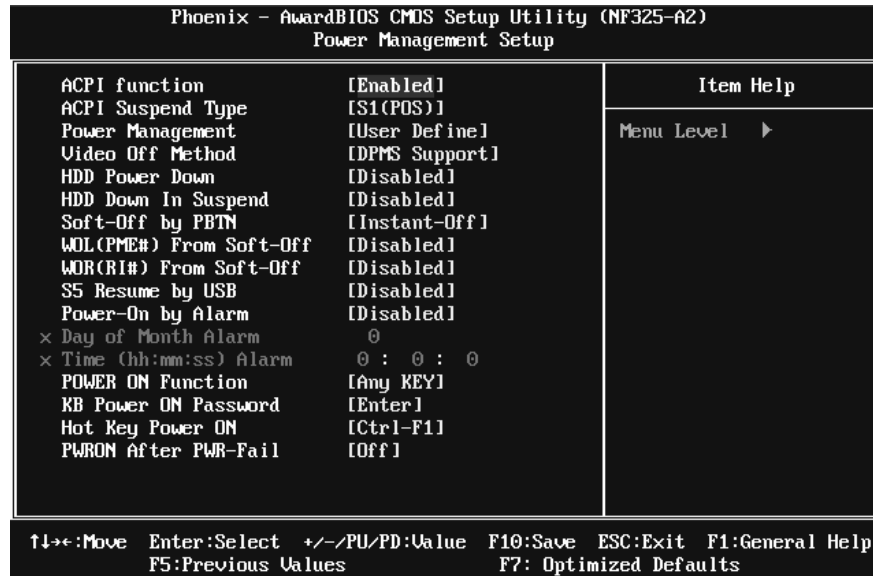 Phoenix - AwardBIOS CMOS Setup Utility (NF325-A2)
Power Management Setup
ACPI function [Enabled]
ACPI Suspend Type [S1(POS)]
Power Management [User Define]
Video Off Method [DPMS Support]
HDD Power Down [Disabled]
HDD Down In Suspend [Disabled]
Soft-Off by PBTN [Instant-Off]
WOL(PME#) From Soft-Off [Disabled]
WOR(RI#) From Soft-Off [Disabled]
S5 Resume by USB [Disabled]
Power-On by Alarm [Disabled]
x Day of Month Alarm 0
x Time (hh:mm:ss) Alarm 0 : 0 : 0
POWER ON Function [Any KEY]
KB Power ON Password [Enter]
Hot Key Power ON [Ctrl-F1]
PWRON After PWR-Fail [Off]
Item Help
Menu Level ▶
↑↓→←:Move Enter:Select +/-/PU/PD:Value F10:Save ESC:Exit F1:General Help
F5:Previous Values F7: Optimized Defaults